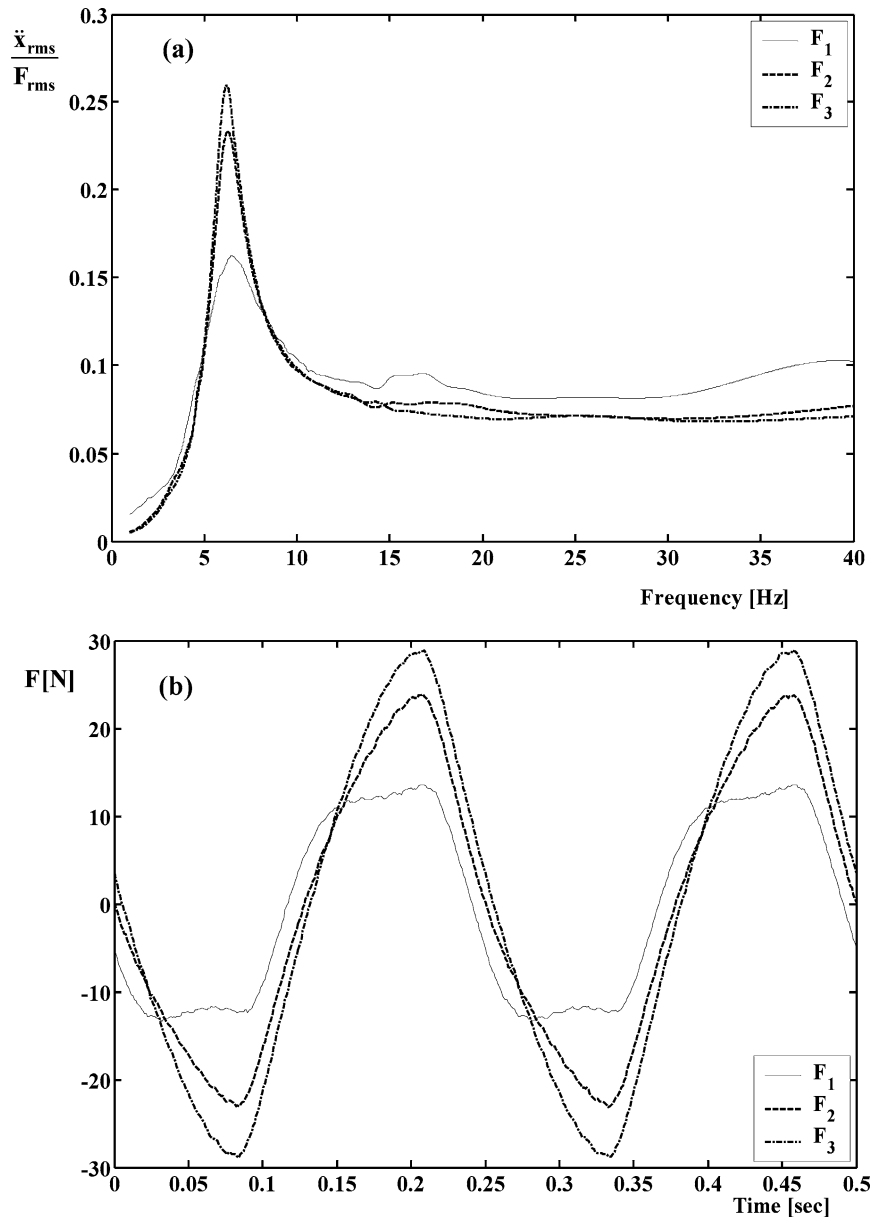 ẍrms
Frms
(a)
F1
F2
F3
0.3
0.25
0.2
0.15
0.1
0.05
0
0 5 10 15 20 25 30 35 40
Frequency [Hz]
F[N]
(b)
30
20
10
0
-10
-20
-30
F1
F2
F3
0 0.05 0.1 0.15 0.2 0.25 0.3 0.35 0.4 0.45 0.5
Time [sec]